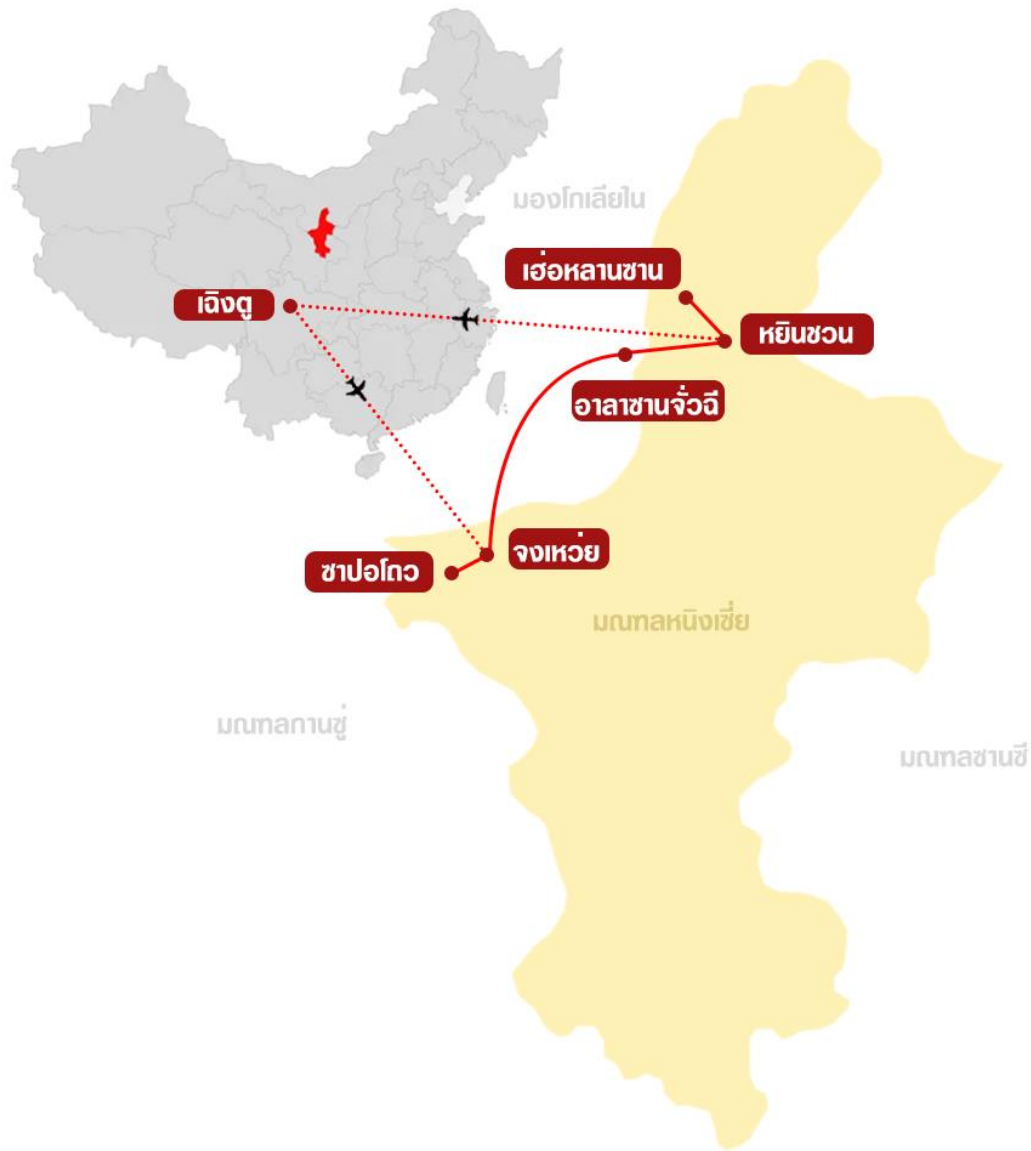 มองโกเลียใน
เฮ่อหลานซาน
เฉิงตู
หยินชวน
อาลาซานจั่วฉี
จงเหว่ย
ซาปอโถว
มณฑลหนิงเซี่ย
มณฑลกานซู่
มณฑลซานซี